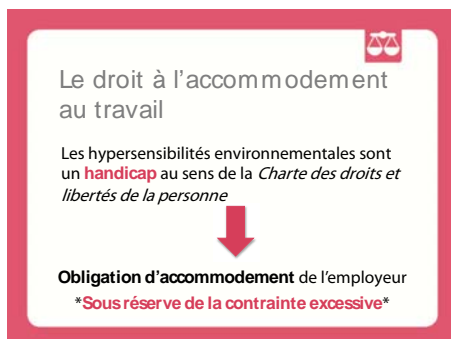 Le droit à l'accommodement
au travail
Les hypersensibilités environnementales sont
un handicap au sens de la Charte des droits et
libertés de la personne
Obligation d'accommodement de l'employeur
*Sous réserve de la contrainte excessive*